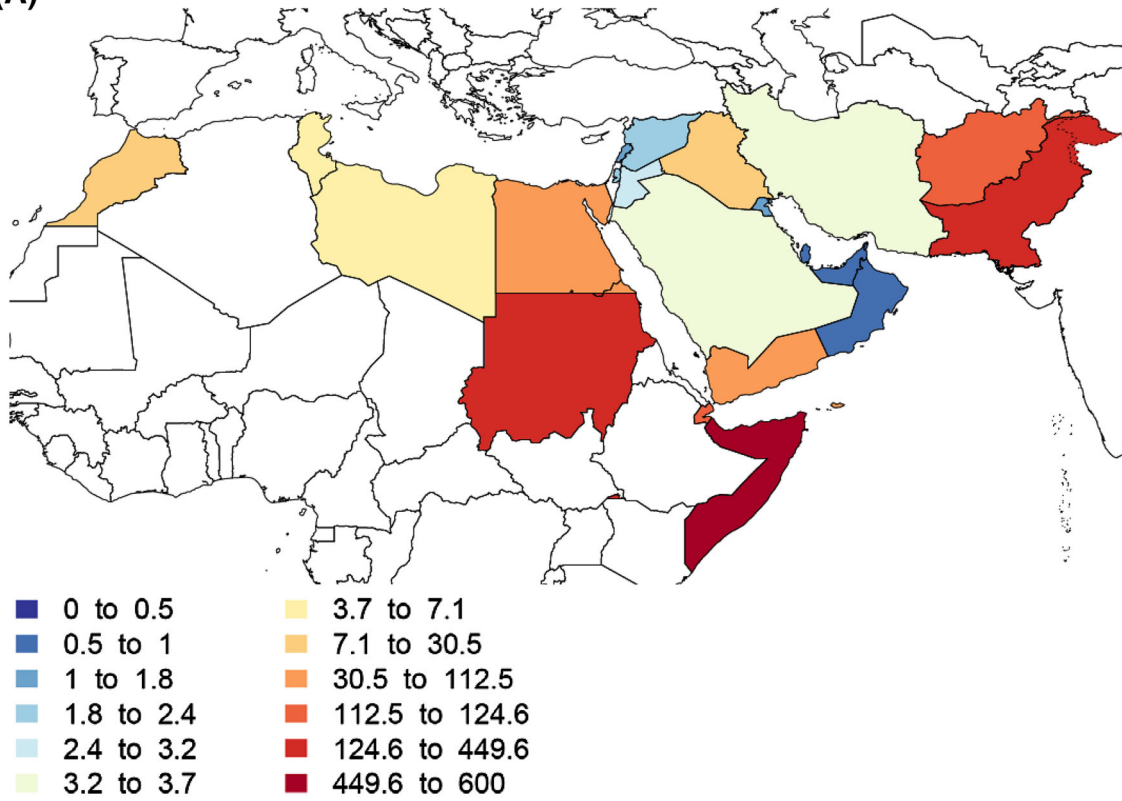 (A)
0 to 0.5
0.5 to 1
1 to 1.8
1.8 to 2.4
2.4 to 3.2
3.2 to 3.7
3.7 to 7.1
7.1 to 30.5
30.5 to 112.5
112.5 to 124.6
124.6 to 449.6
449.6 to 600